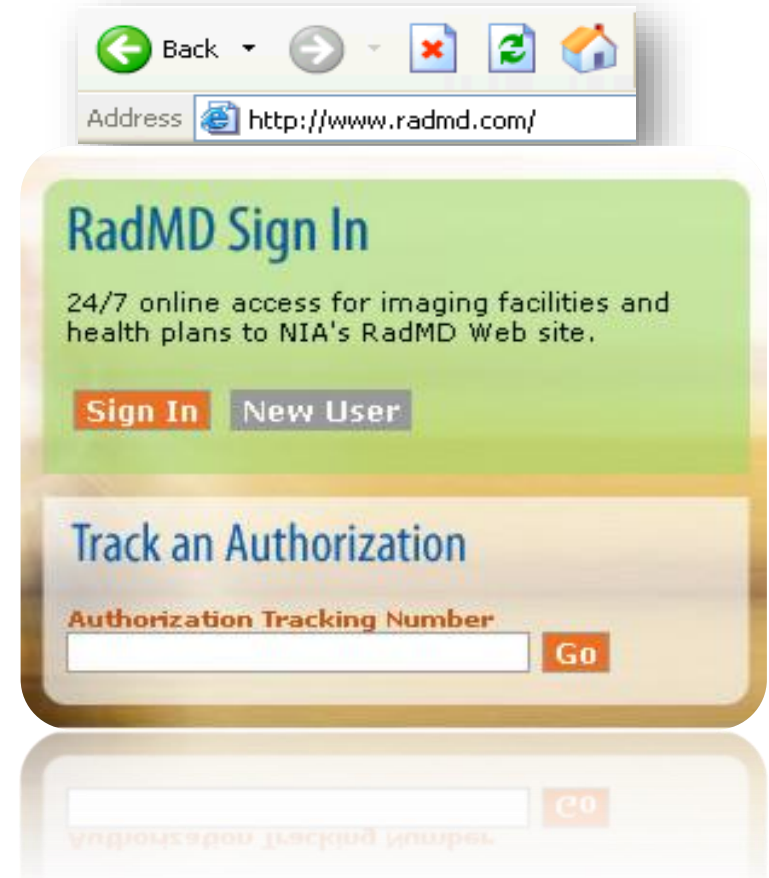 Back
Address http://www.radmd.com/
RadMD Sign In
24/7 online access for imaging facilities and
health plans to NIA's RadMD Web site.
Sign In New User
Track an Authorization
Authorization Tracking Number
Go